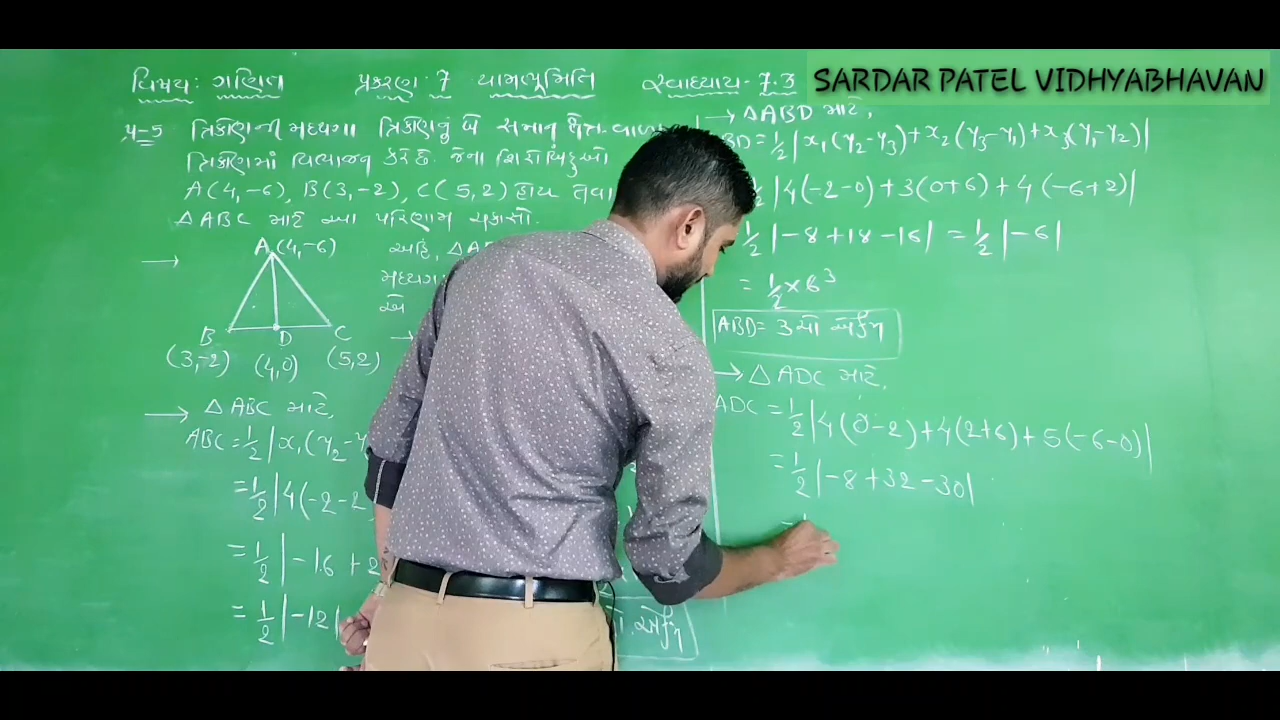 SARDAR PATEL VIDHYABHAVAN
વિષય: ગણિત પ્રકરણ: 7 યામભૂમિતિ સ્વાધ્યાય-7.3
પ્ર-5 ત્રિકોણની મધ્યગા ત્રિકોણનું બે સમાન
ત્રિકોણમાં વિભાજન કરે છે. જેના શિરોબિંદુઓ
A(4,-6), B(3,-2), C(5,2) હોય તેવા
△ABC માટે આ પરિણામ ચકાસો.
→ A(4,-6)
B D C
(3,-2) (4,0) (5,2)
અહિં,
મધ્યગ
એ
→ △ABC માટે,
ABC = 1/2 |x₁(y₂-y
= 1/2 |4(-2-2
= 1/2 |-16 + 2
= 1/2 |-12|
→ △ABD માટે,
BD = 1/2 |x₁(y₂-y₃)+x₂(y₃-y₁)+x₃(y₁-y₂)|
|4(-2-0)+3(0+6)+4(-6+2)|
1/2 |-8+18-16| = 1/2 |-6|
= 1/2 × 6 3
ABD = 3 ચો એકમ
→ △ADC માટે,
ADC = 1/2 |4(0-2)+4(2+6)+5(-6-0)|
= 1/2 |-8+32-30|